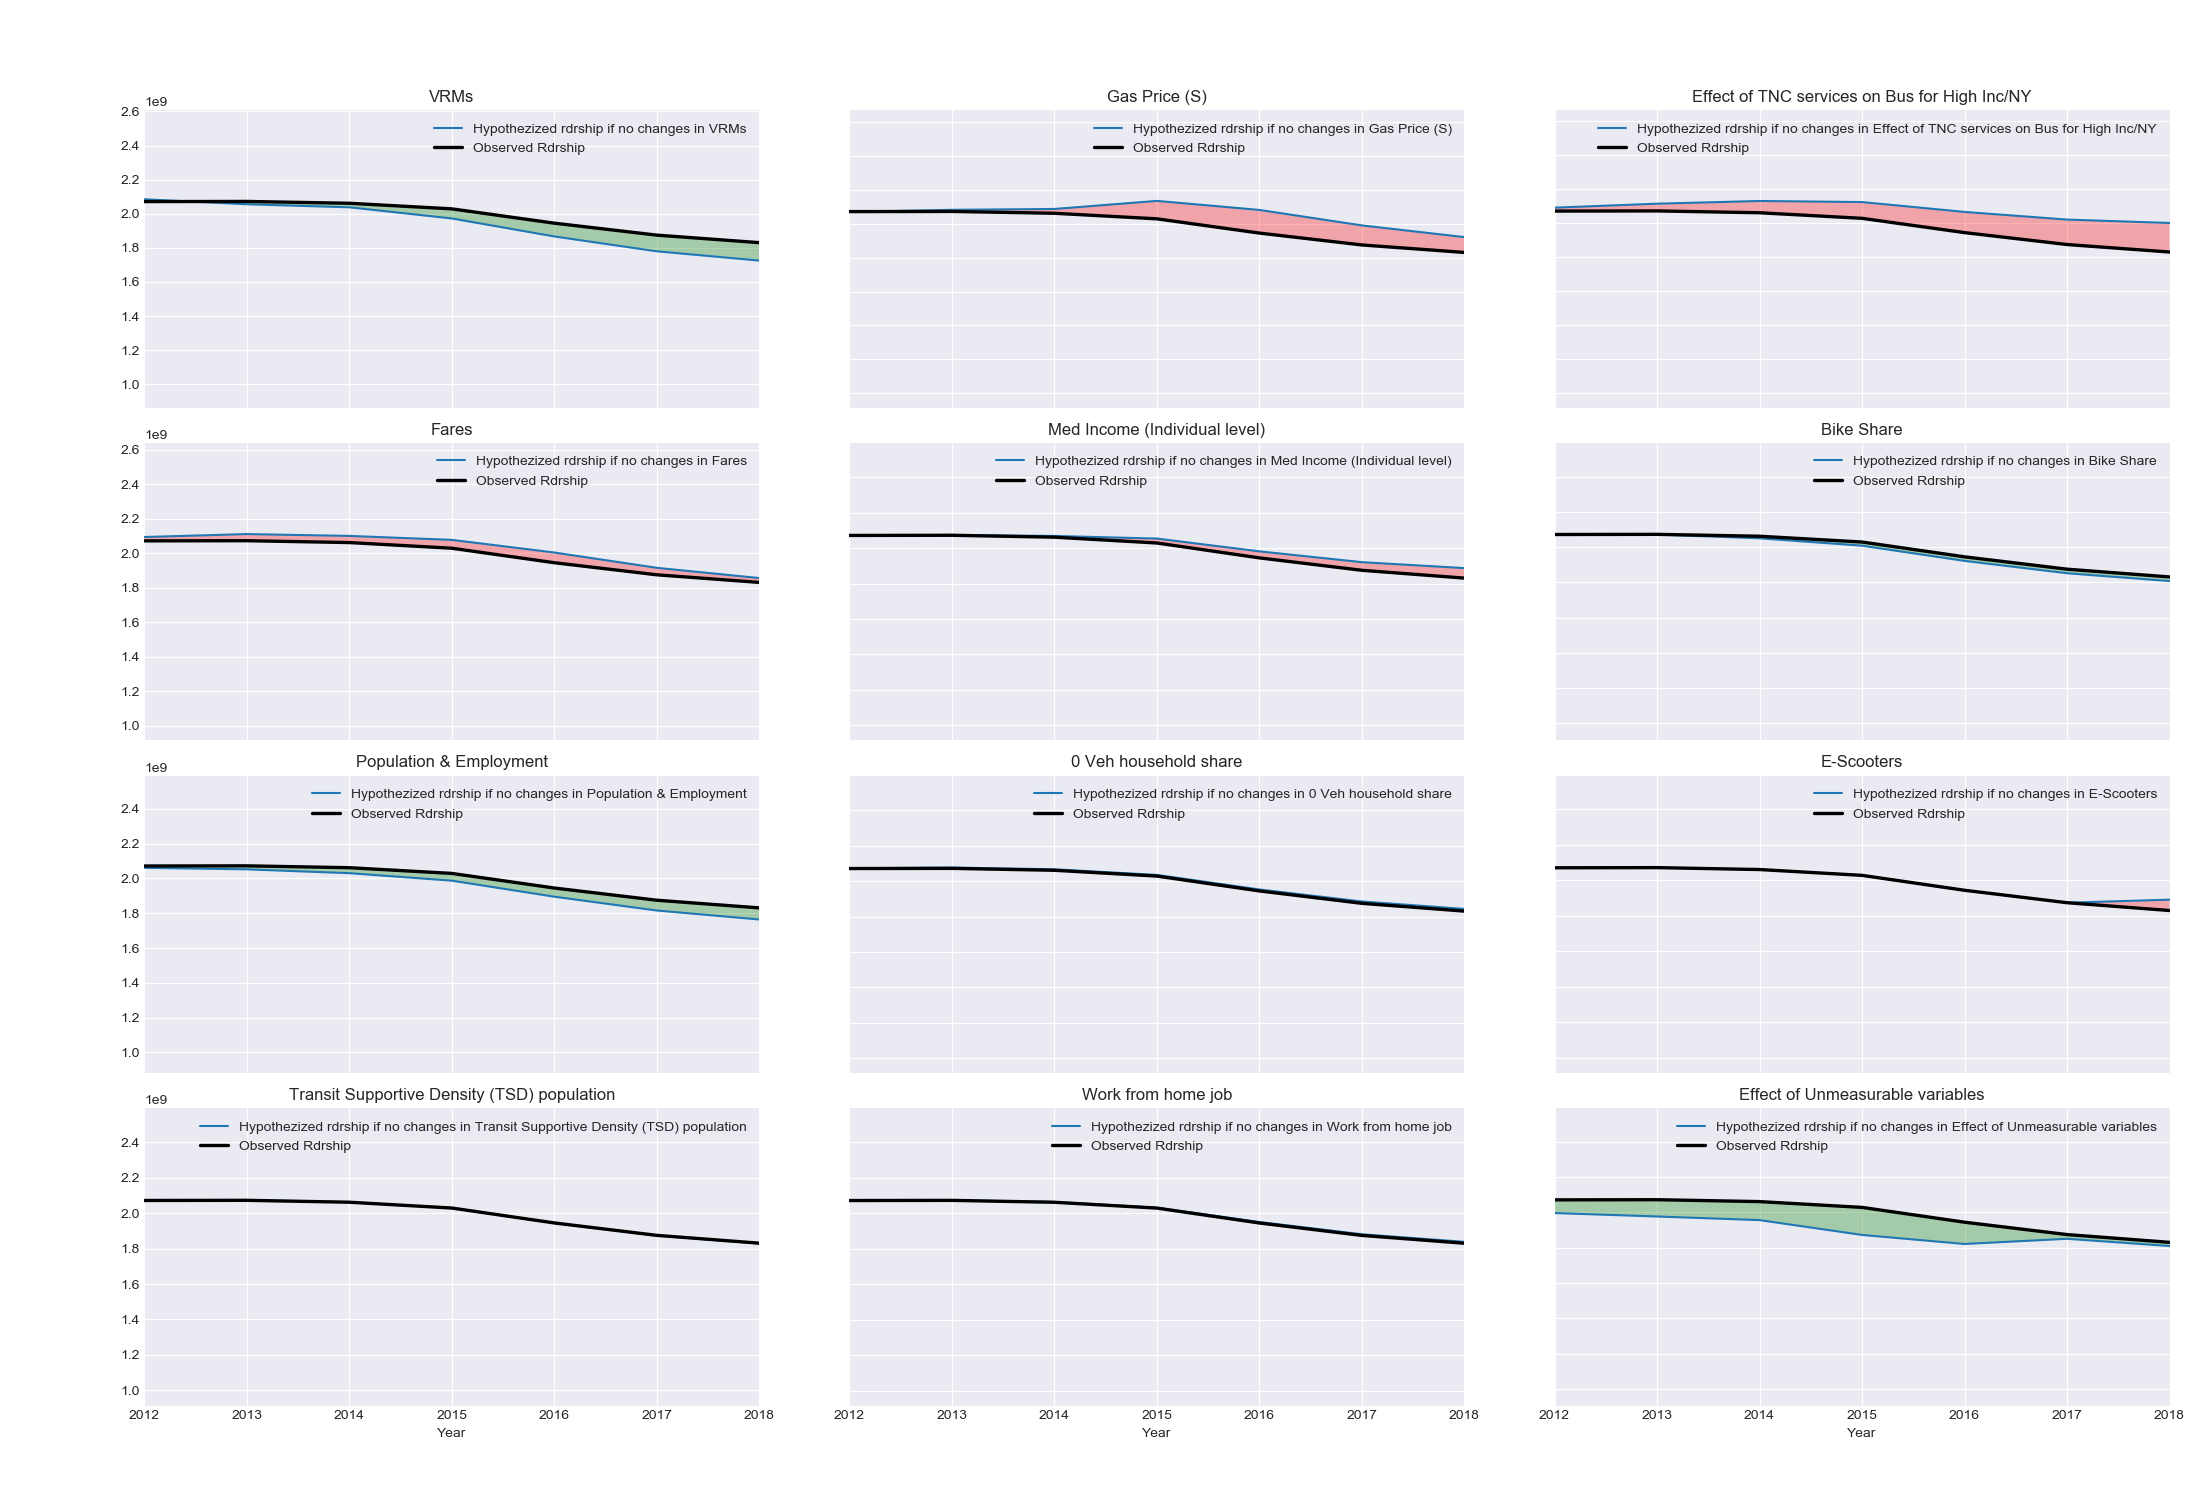 VRMs
1e9
Hypothezized rdrship if no changes in VRMs
Observed Rdrship
2.6
2.4
2.2
2.0
1.8
1.6
1.4
1.2
1.0
Gas Price (S)
Hypothezized rdrship if no changes in Gas Price (S)
Observed Rdrship
Effect of TNC services on Bus for High Inc/NY
Hypothezized rdrship if no changes in Effect of TNC services on Bus for High Inc/NY
Observed Rdrship
Fares
1e9
Hypothezized rdrship if no changes in Fares
Observed Rdrship
2.6
2.4
2.2
2.0
1.8
1.6
1.4
1.2
1.0
Med Income (Individual level)
Hypothezized rdrship if no changes in Med Income (Individual level)
Observed Rdrship
Bike Share
Hypothezized rdrship if no changes in Bike Share
Observed Rdrship
Population & Employment
1e9
Hypothezized rdrship if no changes in Population & Employment
Observed Rdrship
2.4
2.2
2.0
1.8
1.6
1.4
1.2
1.0
0 Veh household share
Hypothezized rdrship if no changes in 0 Veh household share
Observed Rdrship
E-Scooters
Hypothezized rdrship if no changes in E-Scooters
Observed Rdrship
Transit Supportive Density (TSD) population
1e9
Hypothezized rdrship if no changes in Transit Supportive Density (TSD) population
Observed Rdrship
2.4
2.2
2.0
1.8
1.6
1.4
1.2
1.0
2012 2013 2014 2015 2016 2017 2018
Year
Work from home job
Hypothezized rdrship if no changes in Work from home job
Observed Rdrship
2012 2013 2014 2015 2016 2017 2018
Year
Effect of Unmeasurable variables
Hypothezized rdrship if no changes in Effect of Unmeasurable variables
Observed Rdrship
2012 2013 2014 2015 2016 2017 2018
Year